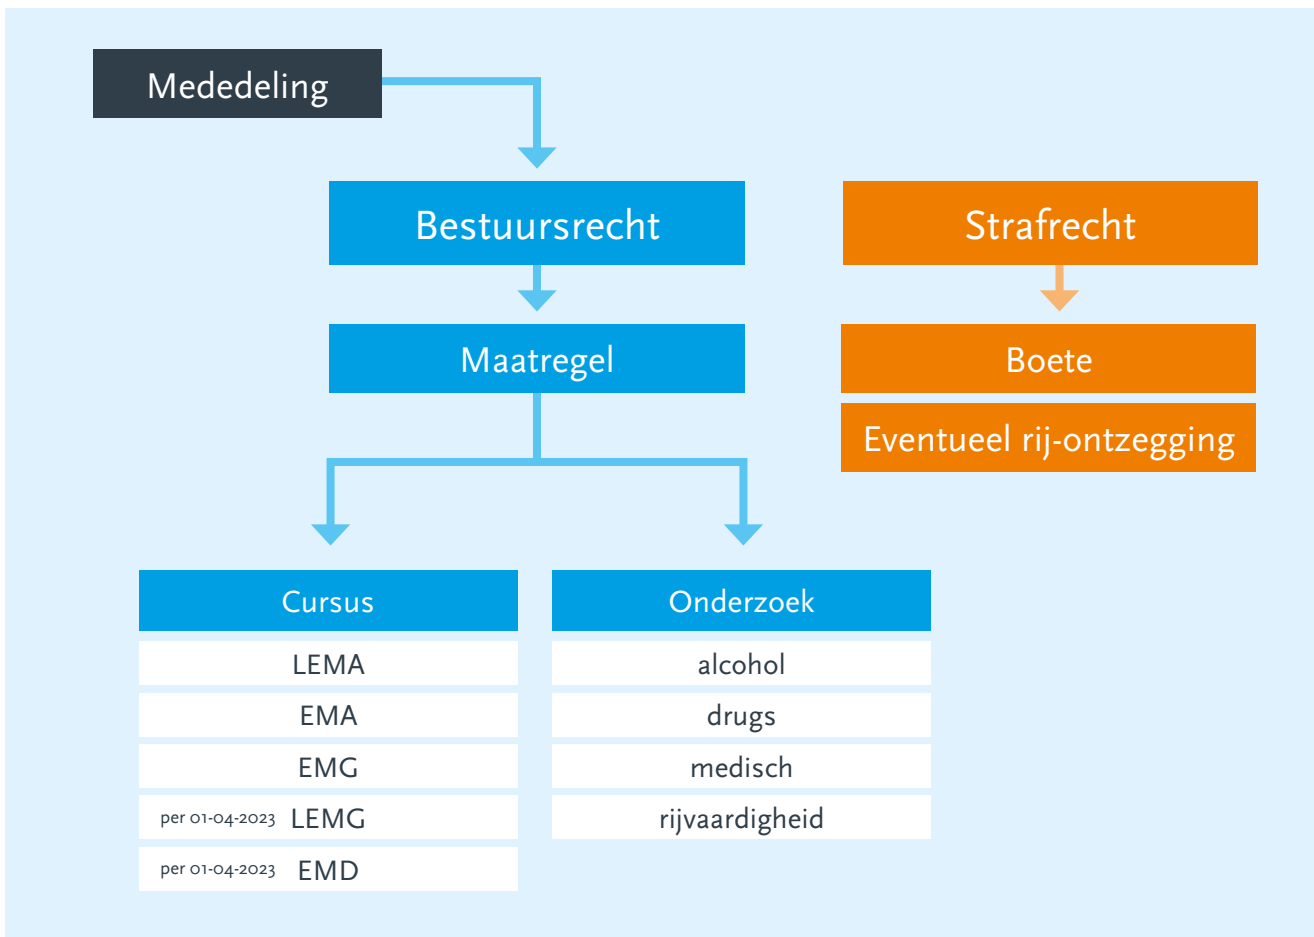 Mededeling
Bestuursrecht
Strafrecht
Maatregel
Boete
Eventueel rij-ontzegging
Cursus
LEMA
EMA
EMG
per 01-04-2023 LEMG
per 01-04-2023 EMD
Onderzoek
alcohol
drugs
medisch
rijvaardigheid